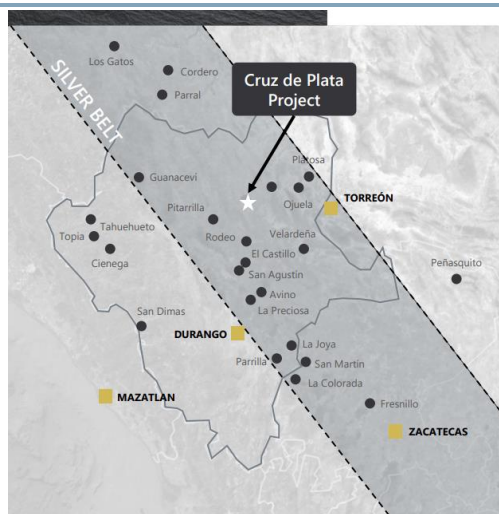 Los Gatos
Cordero
Parral
SILVER BELT
Cruz de Plata
Project
Platosa
Guanacevi
Ojuela
TORREÓN
Pitarrilla
Tahuehueto
Topia
Rodeo
Velardeña
Cienega
El Castillo
San Agustin
Peñasquito
Avino
La Preciosa
San Dimas
DURANGO
La Joya
Parrilla
San Martin
La Colorada
MAZATLAN
Fresnillo
ZACATECAS